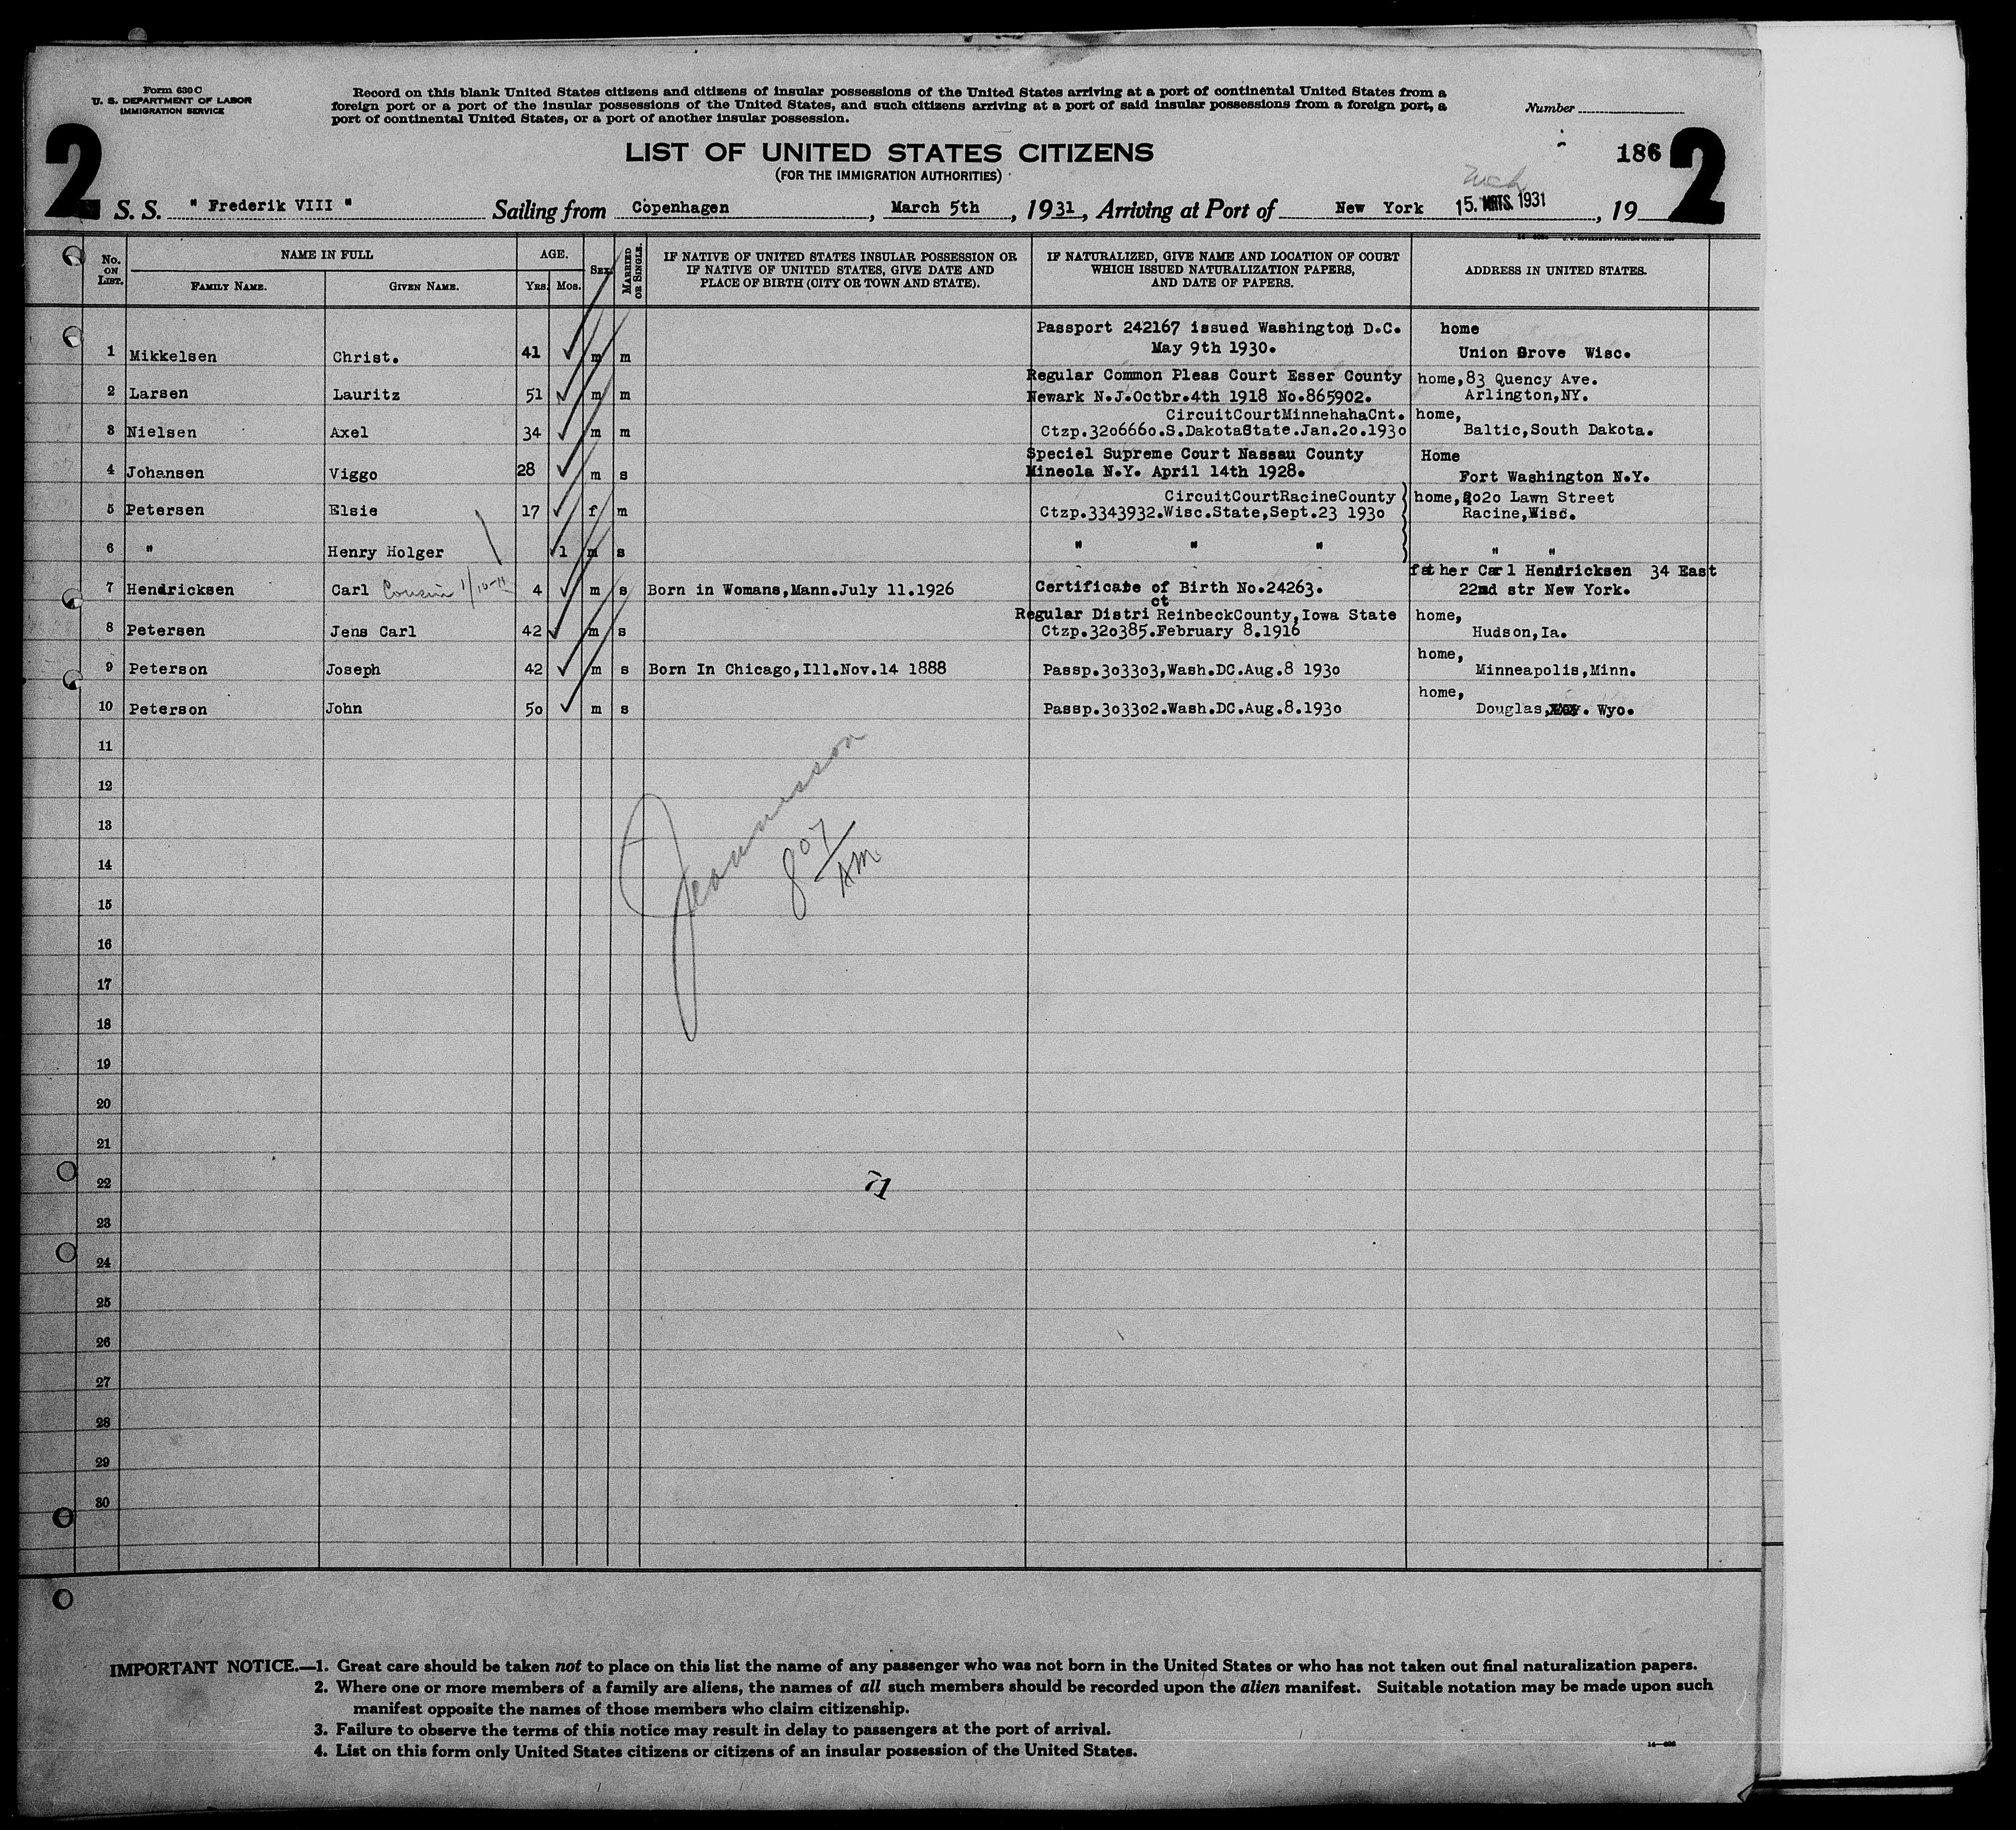 Form 630 C
U. S. DEPARTMENT OF LABOR
IMMIGRATION SERVICE
Record on this blank United States citizens and citizens of insular possessions of the United States arriving at a port of continental United States from a
foreign port or a port of the insular possessions of the United States, and such citizens arriving at a port of said insular possessions from a foreign port, a
port of continental United States, or a port of another insular possession.
Number
2
LIST OF UNITED STATES CITIZENS
(FOR THE IMMIGRATION AUTHORITIES)
186 2
S. S. " Frederik VIII " Sailing from Copenhagen, March 5th, 1931, Arriving at Port of New York 15. MRTS. 1931, 19
No. ON LIST. NAME IN FULL AGE. SEX. MARRIED OR SINGLE. IF NATIVE OF UNITED STATES INSULAR POSSESSION OR IF NATIVE OF UNITED STATES, GIVE DATE AND PLACE OF BIRTH (CITY OR TOWN AND STATE). IF NATURALIZED, GIVE NAME AND LOCATION OF COURT WHICH ISSUED NATURALIZATION PAPERS, AND DATE OF PAPERS. ADDRESS IN UNITED STATES.
FAMILY NAME. GIVEN NAME. YRS. MOS.
Passport 242167 issued Washington D.C. home
1 Mikkelsen Christ. 41 m m May 9th 1930. Union Grove Wisc.
Regular Common Pleas Court Esser County home,83 Quency Ave.
2 Larsen Lauritz 51 m m Newark N.J.Octbr.4th 1918 No.865902. Arlington,NY.
CircuitCourtMinnehahaCnt. home,
3 Nielsen Axel 34 m m Ctzp.3206660.S.DakotaState.Jan.20.1930 Baltic,South Dakota.
Speciel Supreme Court Nassau County Home
4 Johansen Viggo 28 m s Mineola N.Y. April 14th 1928. Fort Washington N.Y.
CircuitCourtRacineCounty home,2020 Lawn Street
5 Petersen Elsie 17 f m Ctzp.3343932.Wisc.State,Sept.23 1930 Racine,Wisc.
6 " Henry Holger 1 m s " " " " "
father Carl Hendricksen 34 East
7 Hendricksen Carl Cousin 1/10-11 4 m s Born in Womans,Mann.July 11.1926 Certificate of Birth No.24263. 22nd str New York.
Regular District ReinbeckCounty,Iowa State home,
8 Petersen Jens Carl 42 m s Ctzp.320385.February 8.1916 Hudson,Ia.
home,
9 Peterson Joseph 42 m s Born In Chicago,Ill.Nov.14 1888 Passp.303303,Wash.DC.Aug.8 1930 Minneapolis,Minn.
home,
10 Peterson John 50 m s Passp.303302.Wash.DC.Aug.8.1930 Douglas, Wyo.
11
12
13
14
8 07 AM
15
16
17
18
19
20
21
22
23
24
25
26
27
28
29
30
IMPORTANT NOTICE.—1. Great care should be taken not to place on this list the name of any passenger who was not born in the United States or who has not taken out final naturalization papers.
2. Where one or more members of a family are aliens, the names of all such members should be recorded upon the alien manifest. Suitable notation may be made upon such
manifest opposite the names of those members who claim citizenship.
3. Failure to observe the terms of this notice may result in delay to passengers at the port of arrival.
4. List on this form only United States citizens or citizens of an insular possession of the United States.